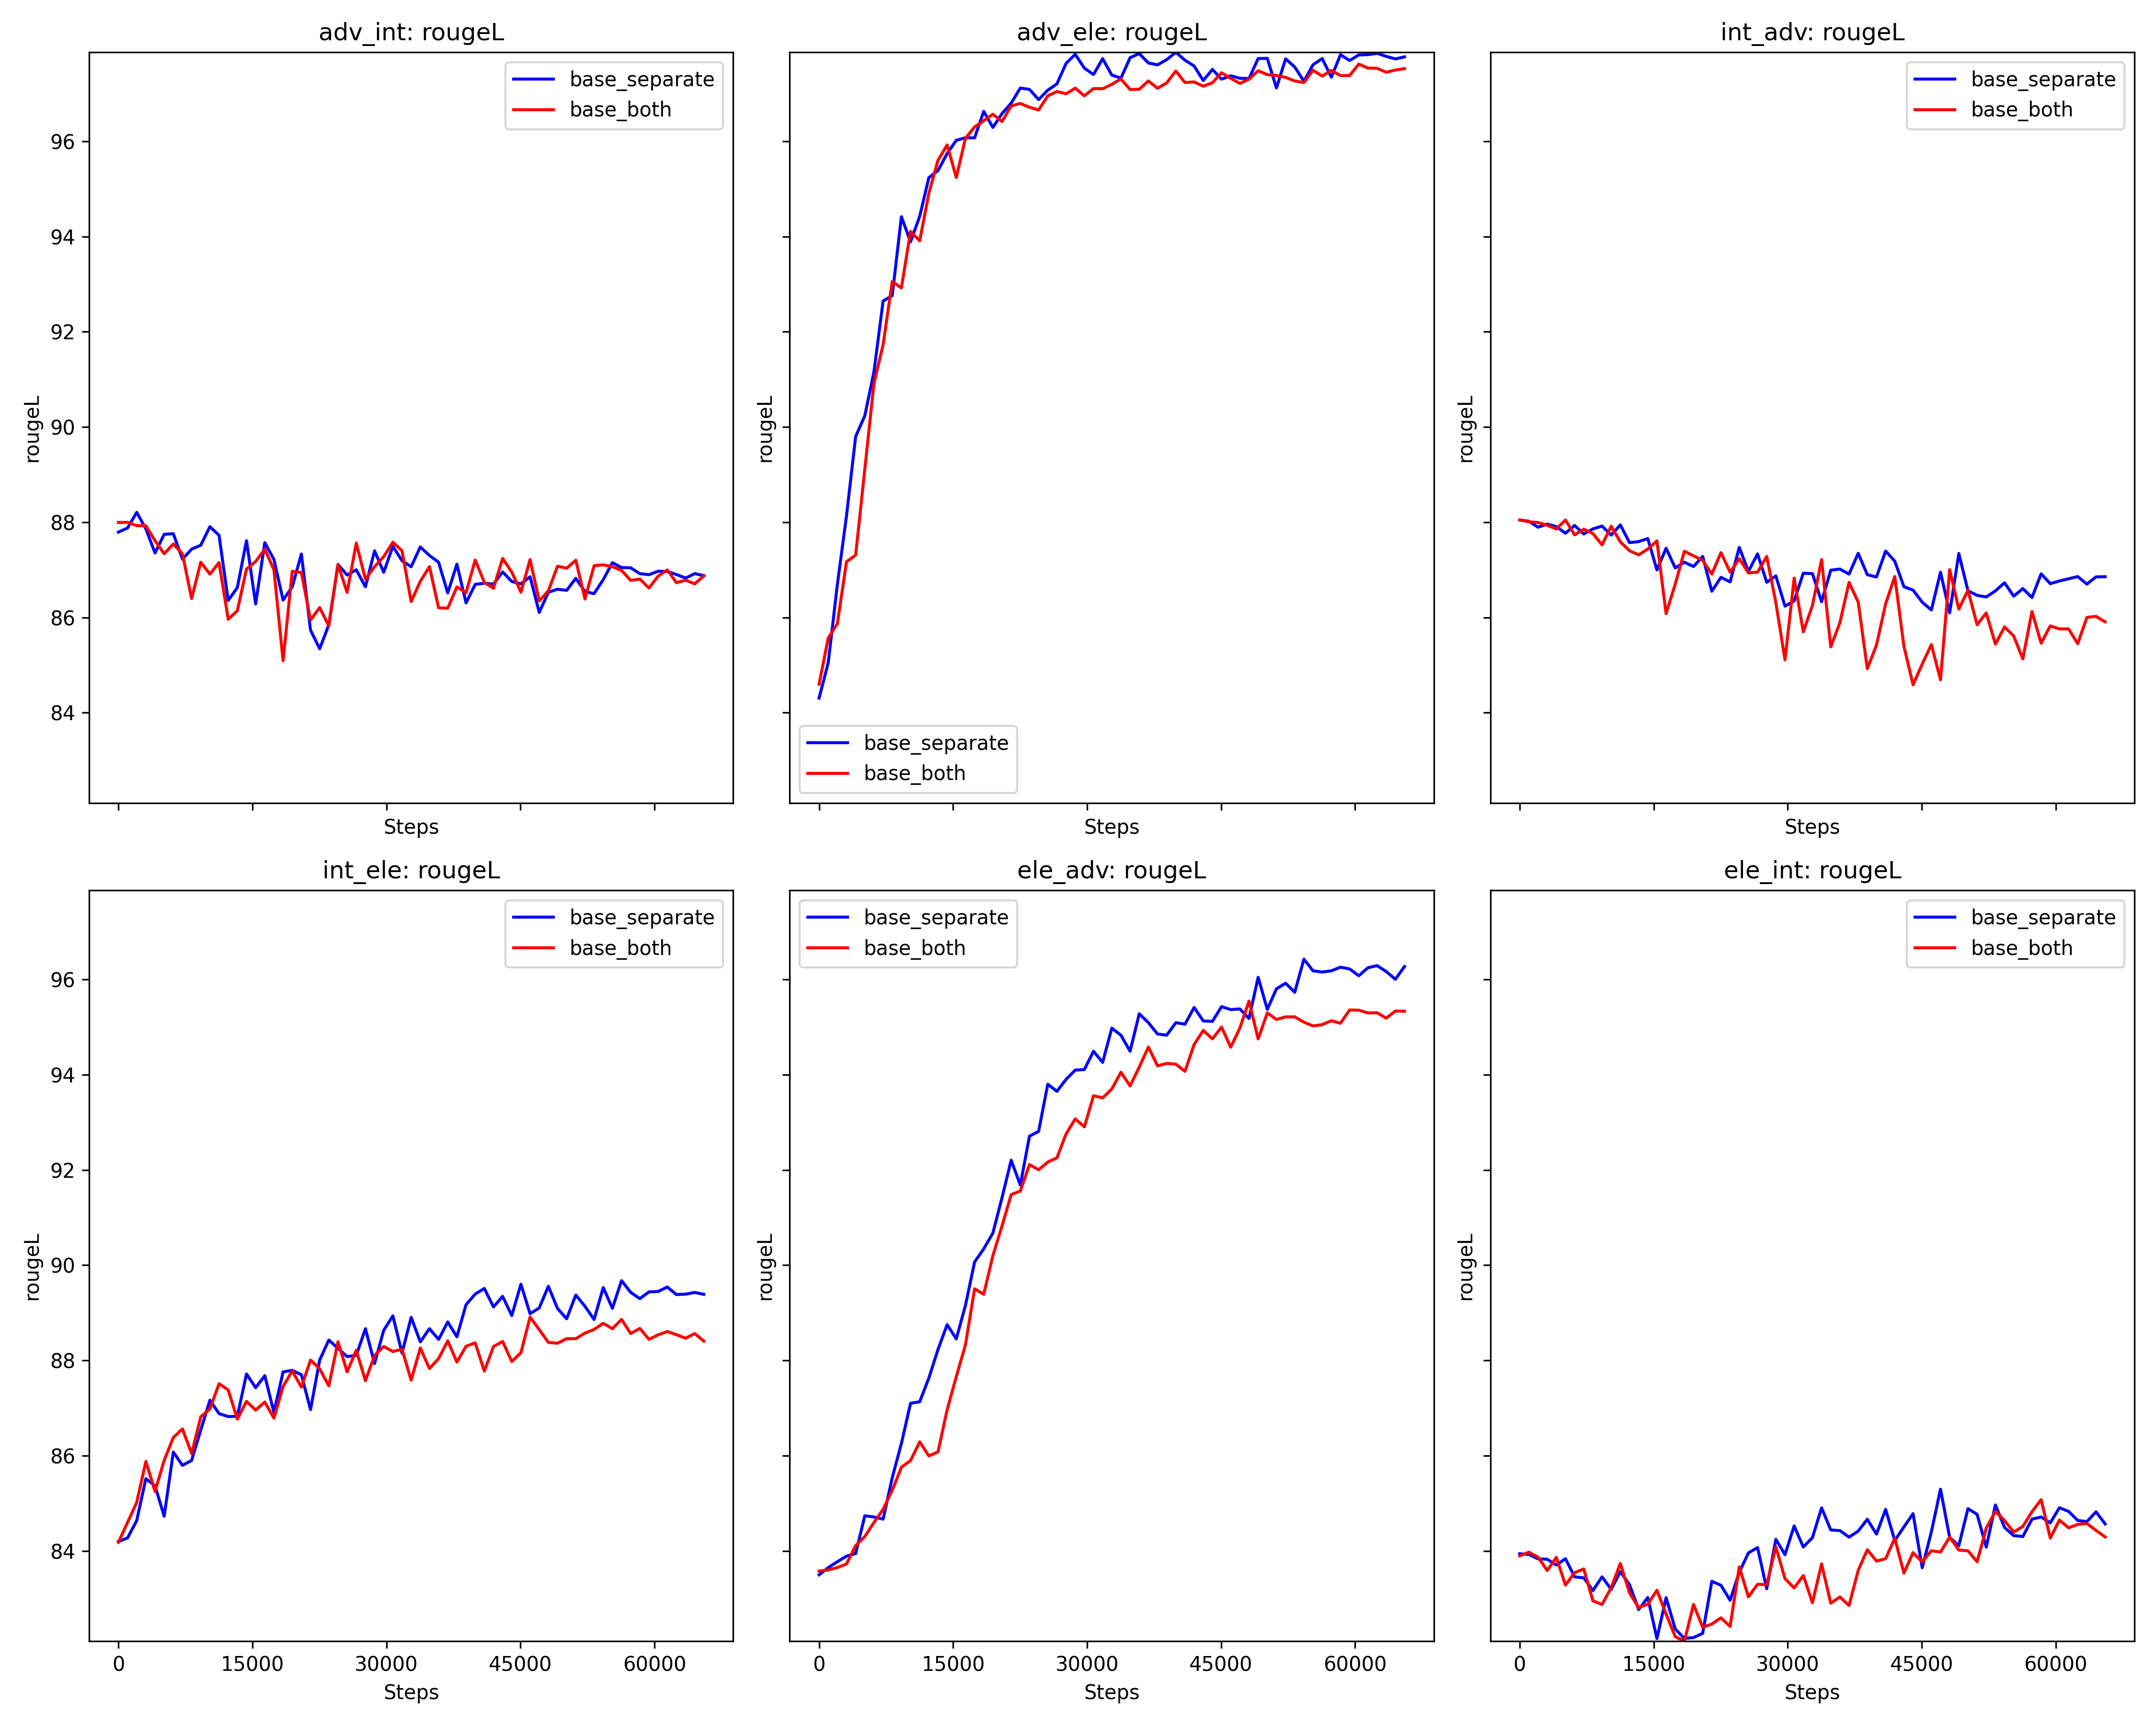 adv_int: rougeL
base_separate
base_both
96
94
92
90
88
86
84
rougeL
Steps
adv_ele: rougeL
rougeL
base_separate
base_both
Steps
int_adv: rougeL
base_separate
base_both
rougeL
Steps
int_ele: rougeL
base_separate
base_both
96
94
92
90
88
86
84
rougeL
0 15000 30000 45000 60000
Steps
ele_adv: rougeL
base_separate
base_both
rougeL
0 15000 30000 45000 60000
Steps
ele_int: rougeL
base_separate
base_both
rougeL
0 15000 30000 45000 60000
Steps